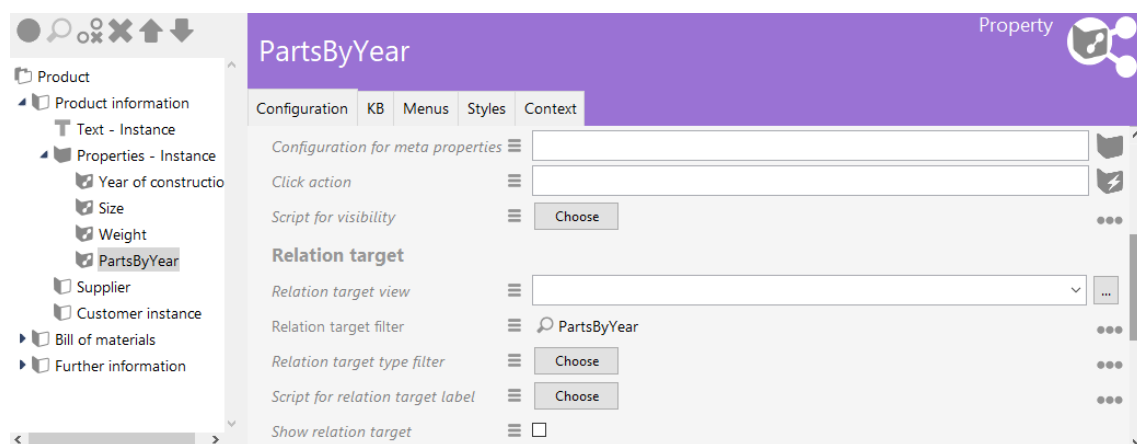 Property
PartsByYear
Product
Product information
Text - Instance
Properties - Instance
Year of constructio
Size
Weight
PartsByYear
Supplier
Customer instance
Bill of materials
Further information
Configuration KB Menus Styles Context
Configuration for meta properties
Click action
Script for visibility Choose
Relation target
Relation target view ...
Relation target filter PartsByYear
Relation target type filter Choose
Script for relation target label Choose
Show relation target